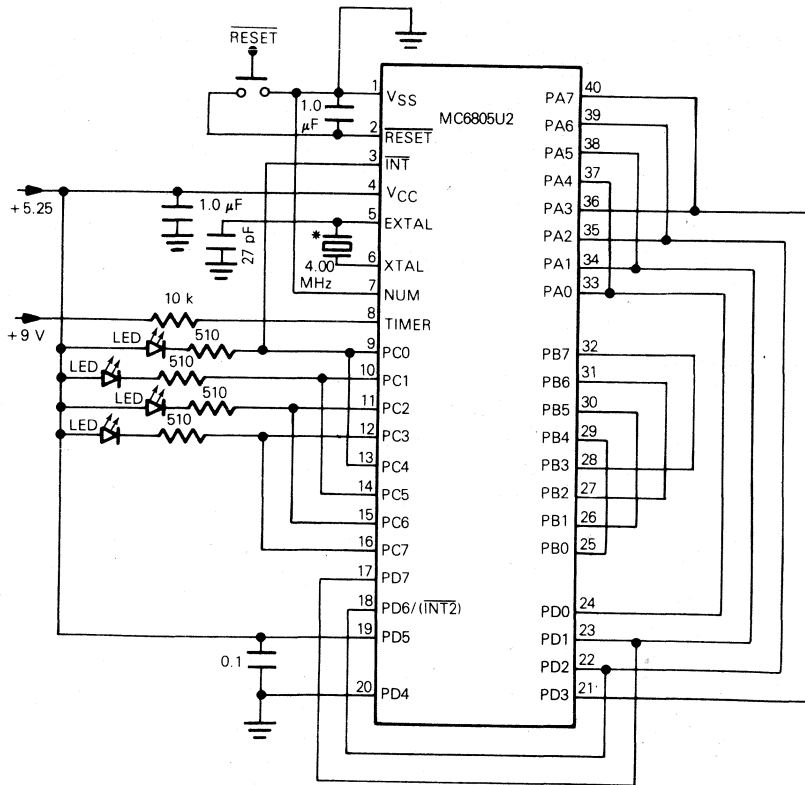 RESET
1 VSS
MC6805U2
1.0 µF
2 RESET
3 INT
+5.25
4 VCC
1.0 µF
5 EXTAL
27 pF
*
4.00 MHz
6 XTAL
7 NUM
10 k
+9 V
8 TIMER
LED
510
9 PC0
LED
510
10 PC1
LED
510
11 PC2
LED
510
12 PC3
13 PC4
14 PC5
15 PC6
16 PC7
17 PD7
18 PD6/(INT2)
19 PD5
0.1
20 PD4
PA7 40
PA6 39
PA5 38
PA4 37
PA3 36
PA2 35
PA1 34
PA0 33
PB7 32
PB6 31
PB5 30
PB4 29
PB3 28
PB2 27
PB1 26
PB0 25
PD0 24
PD1 23
PD2 22
PD3 21